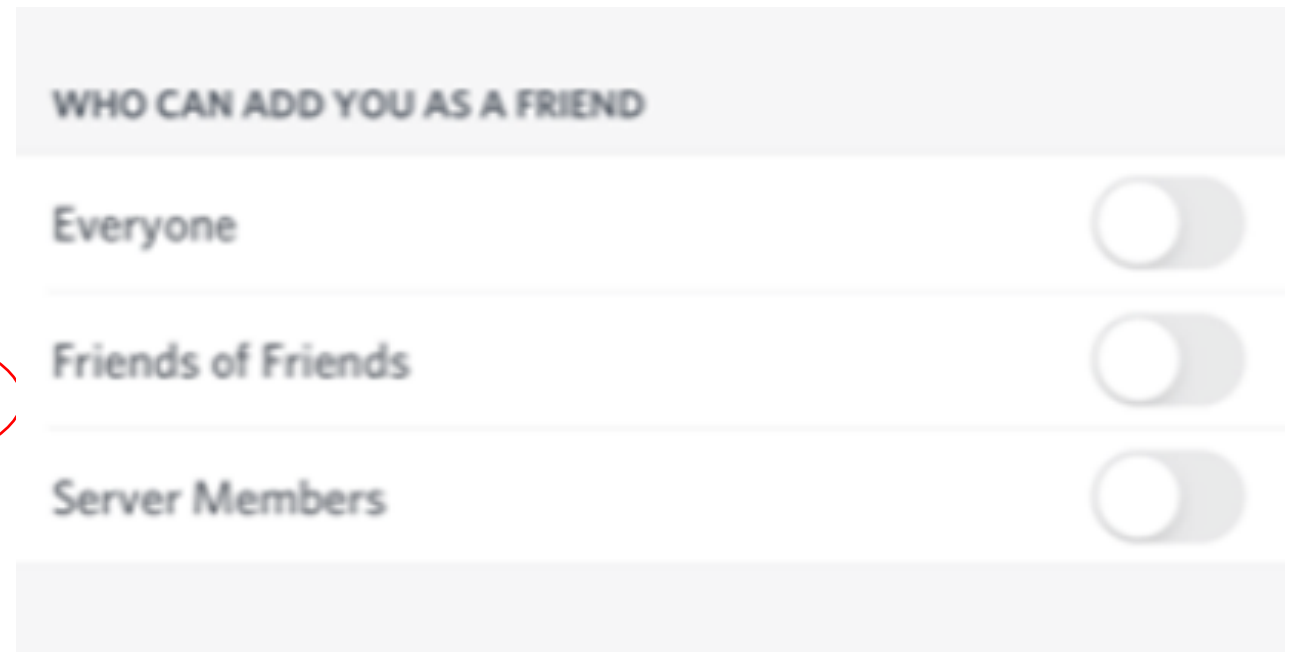 WHO CAN ADD YOU AS A FRIEND
Everyone
Friends of Friends
Server Members